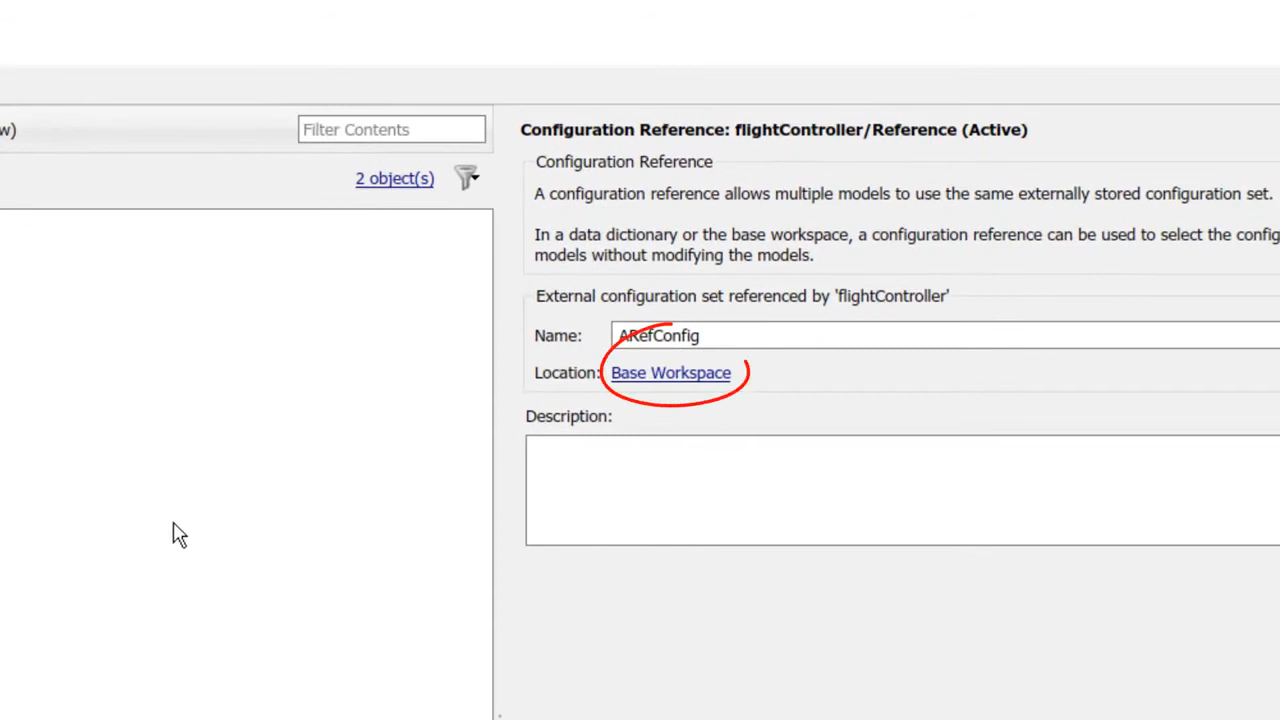 w)
Filter Contents
2 object(s)
Configuration Reference: flightController/Reference (Active)
Configuration Reference
A configuration reference allows multiple models to use the same externally stored configuration set.
In a data dictionary or the base workspace, a configuration reference can be used to select the config
models without modifying the models.
External configuration set referenced by 'flightController'
Name: ARefConfig
Location: Base Workspace
Description: